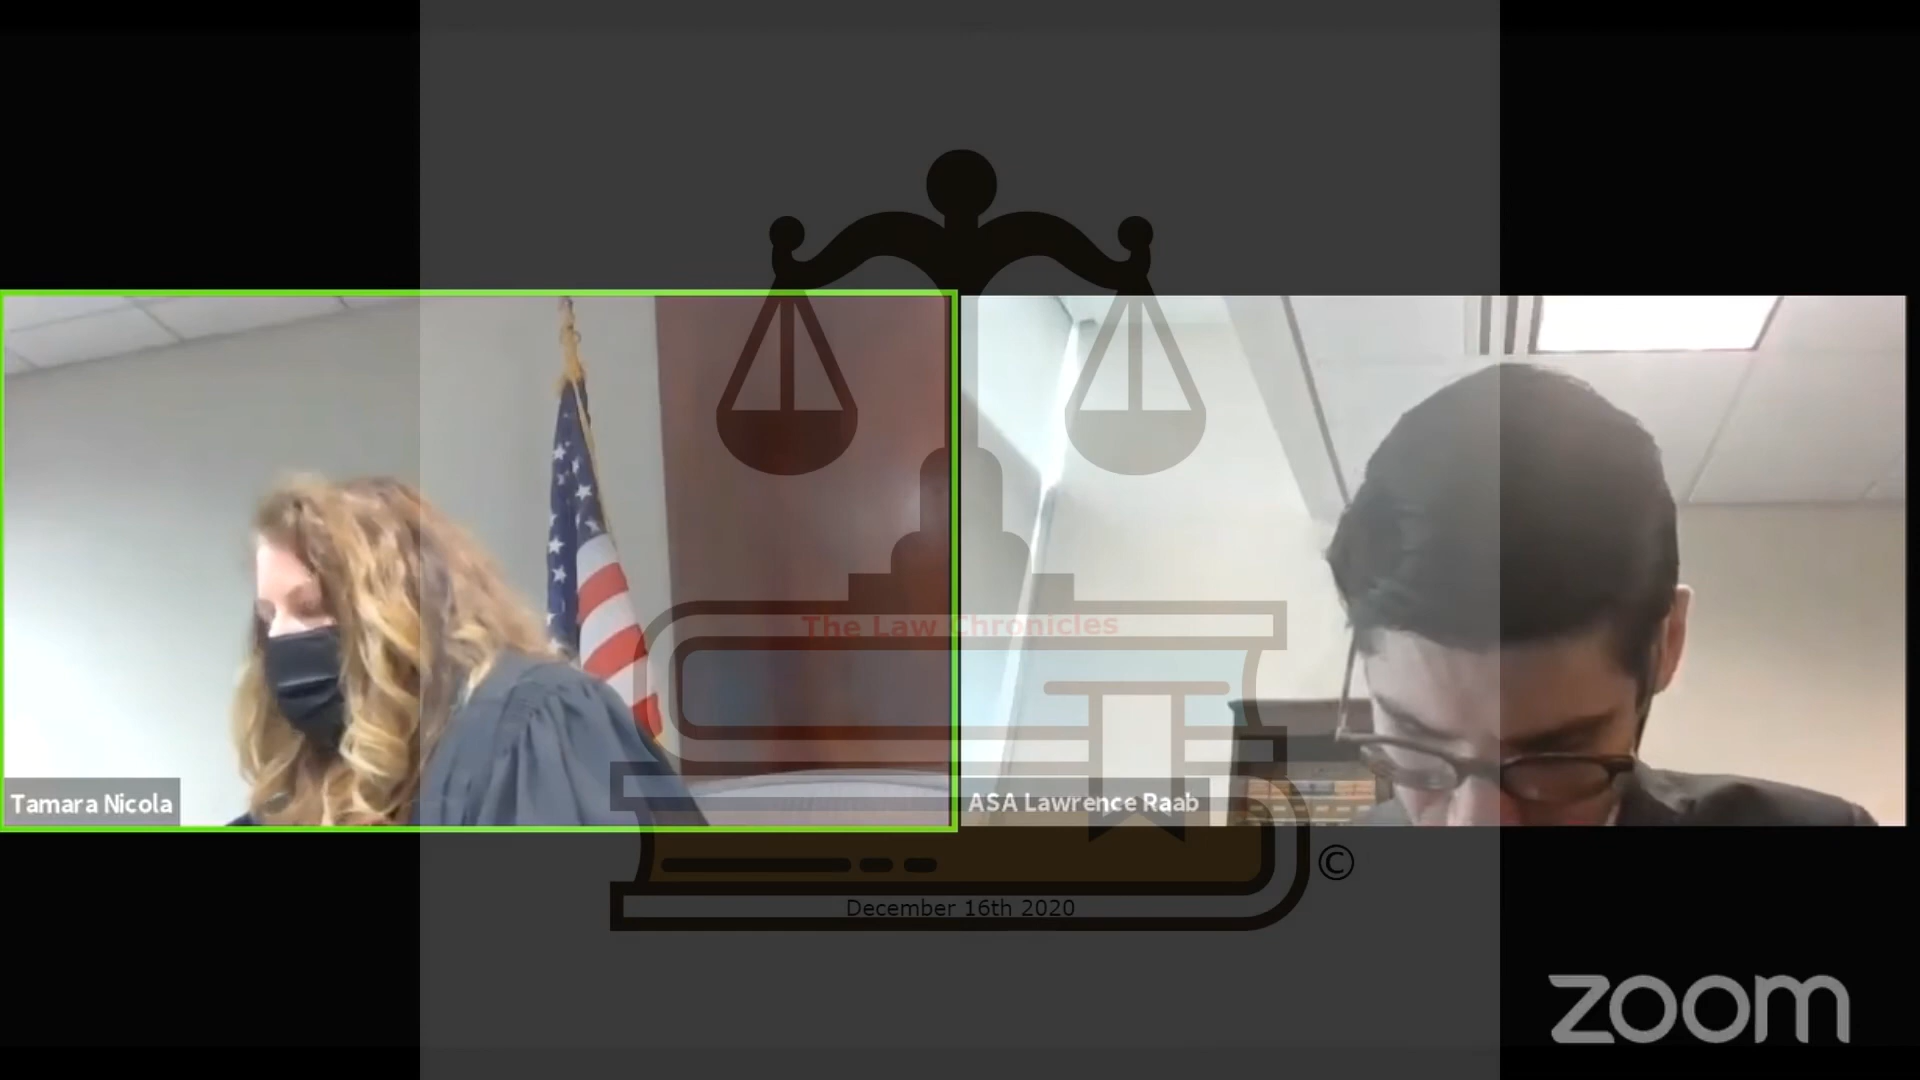 The Law Chronicles
Tamara Nicola
ASA Lawrence Raab
©
December 16th 2020
zoom